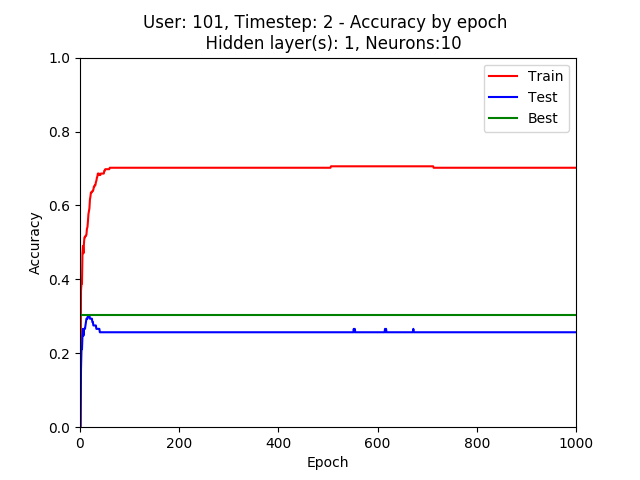 User: 101, Timestep: 2 - Accuracy by epoch
Hidden layer(s): 1, Neurons:10
1.0
0.8
0.6
0.4
0.2
0.0
Accuracy
Train
Test
Best
0 200 400 600 800 1000
Epoch